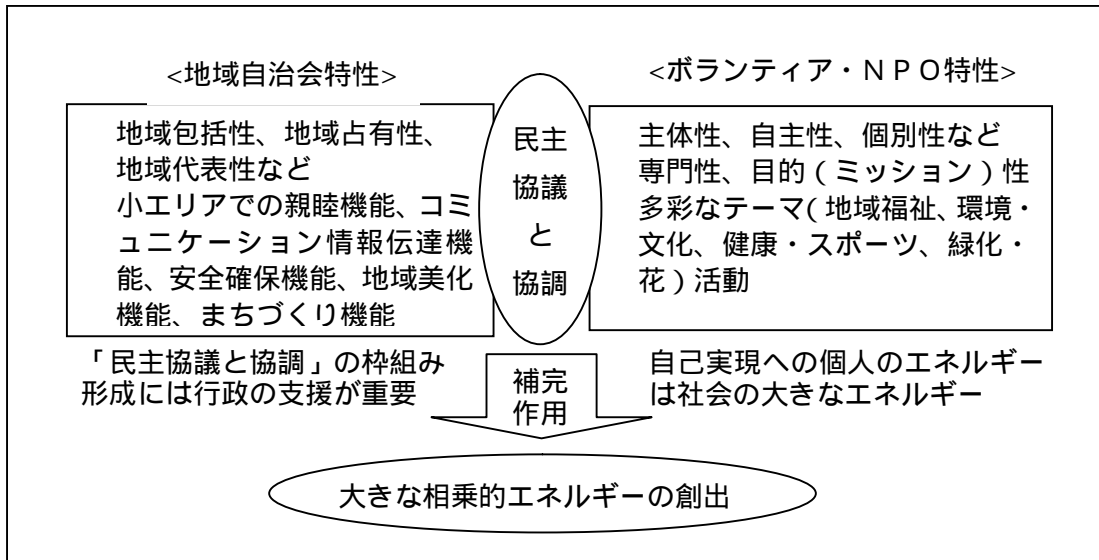 <地域自治会特性>
地域包括性、地域占有性、
地域代表性など
小エリアでの親睦機能、コミ
ュニケーション情報伝達機
能、安全確保機能、地域美化
機能、まちづくり機能
民主
協議
と
協調
<ボランティア・ＮＰＯ特性>
主体性、自主性、個別性など
専門性、目的（ミッション）性
多彩なテーマ（地域福祉、環境・
文化、健康・スポーツ、緑化・
花）活動
「民主協議と協調」の枠組み
形成には行政の支援が重要
補完
作用
自己実現への個人のエネルギー
は社会の大きなエネルギー
大きな相乗的エネルギーの創出